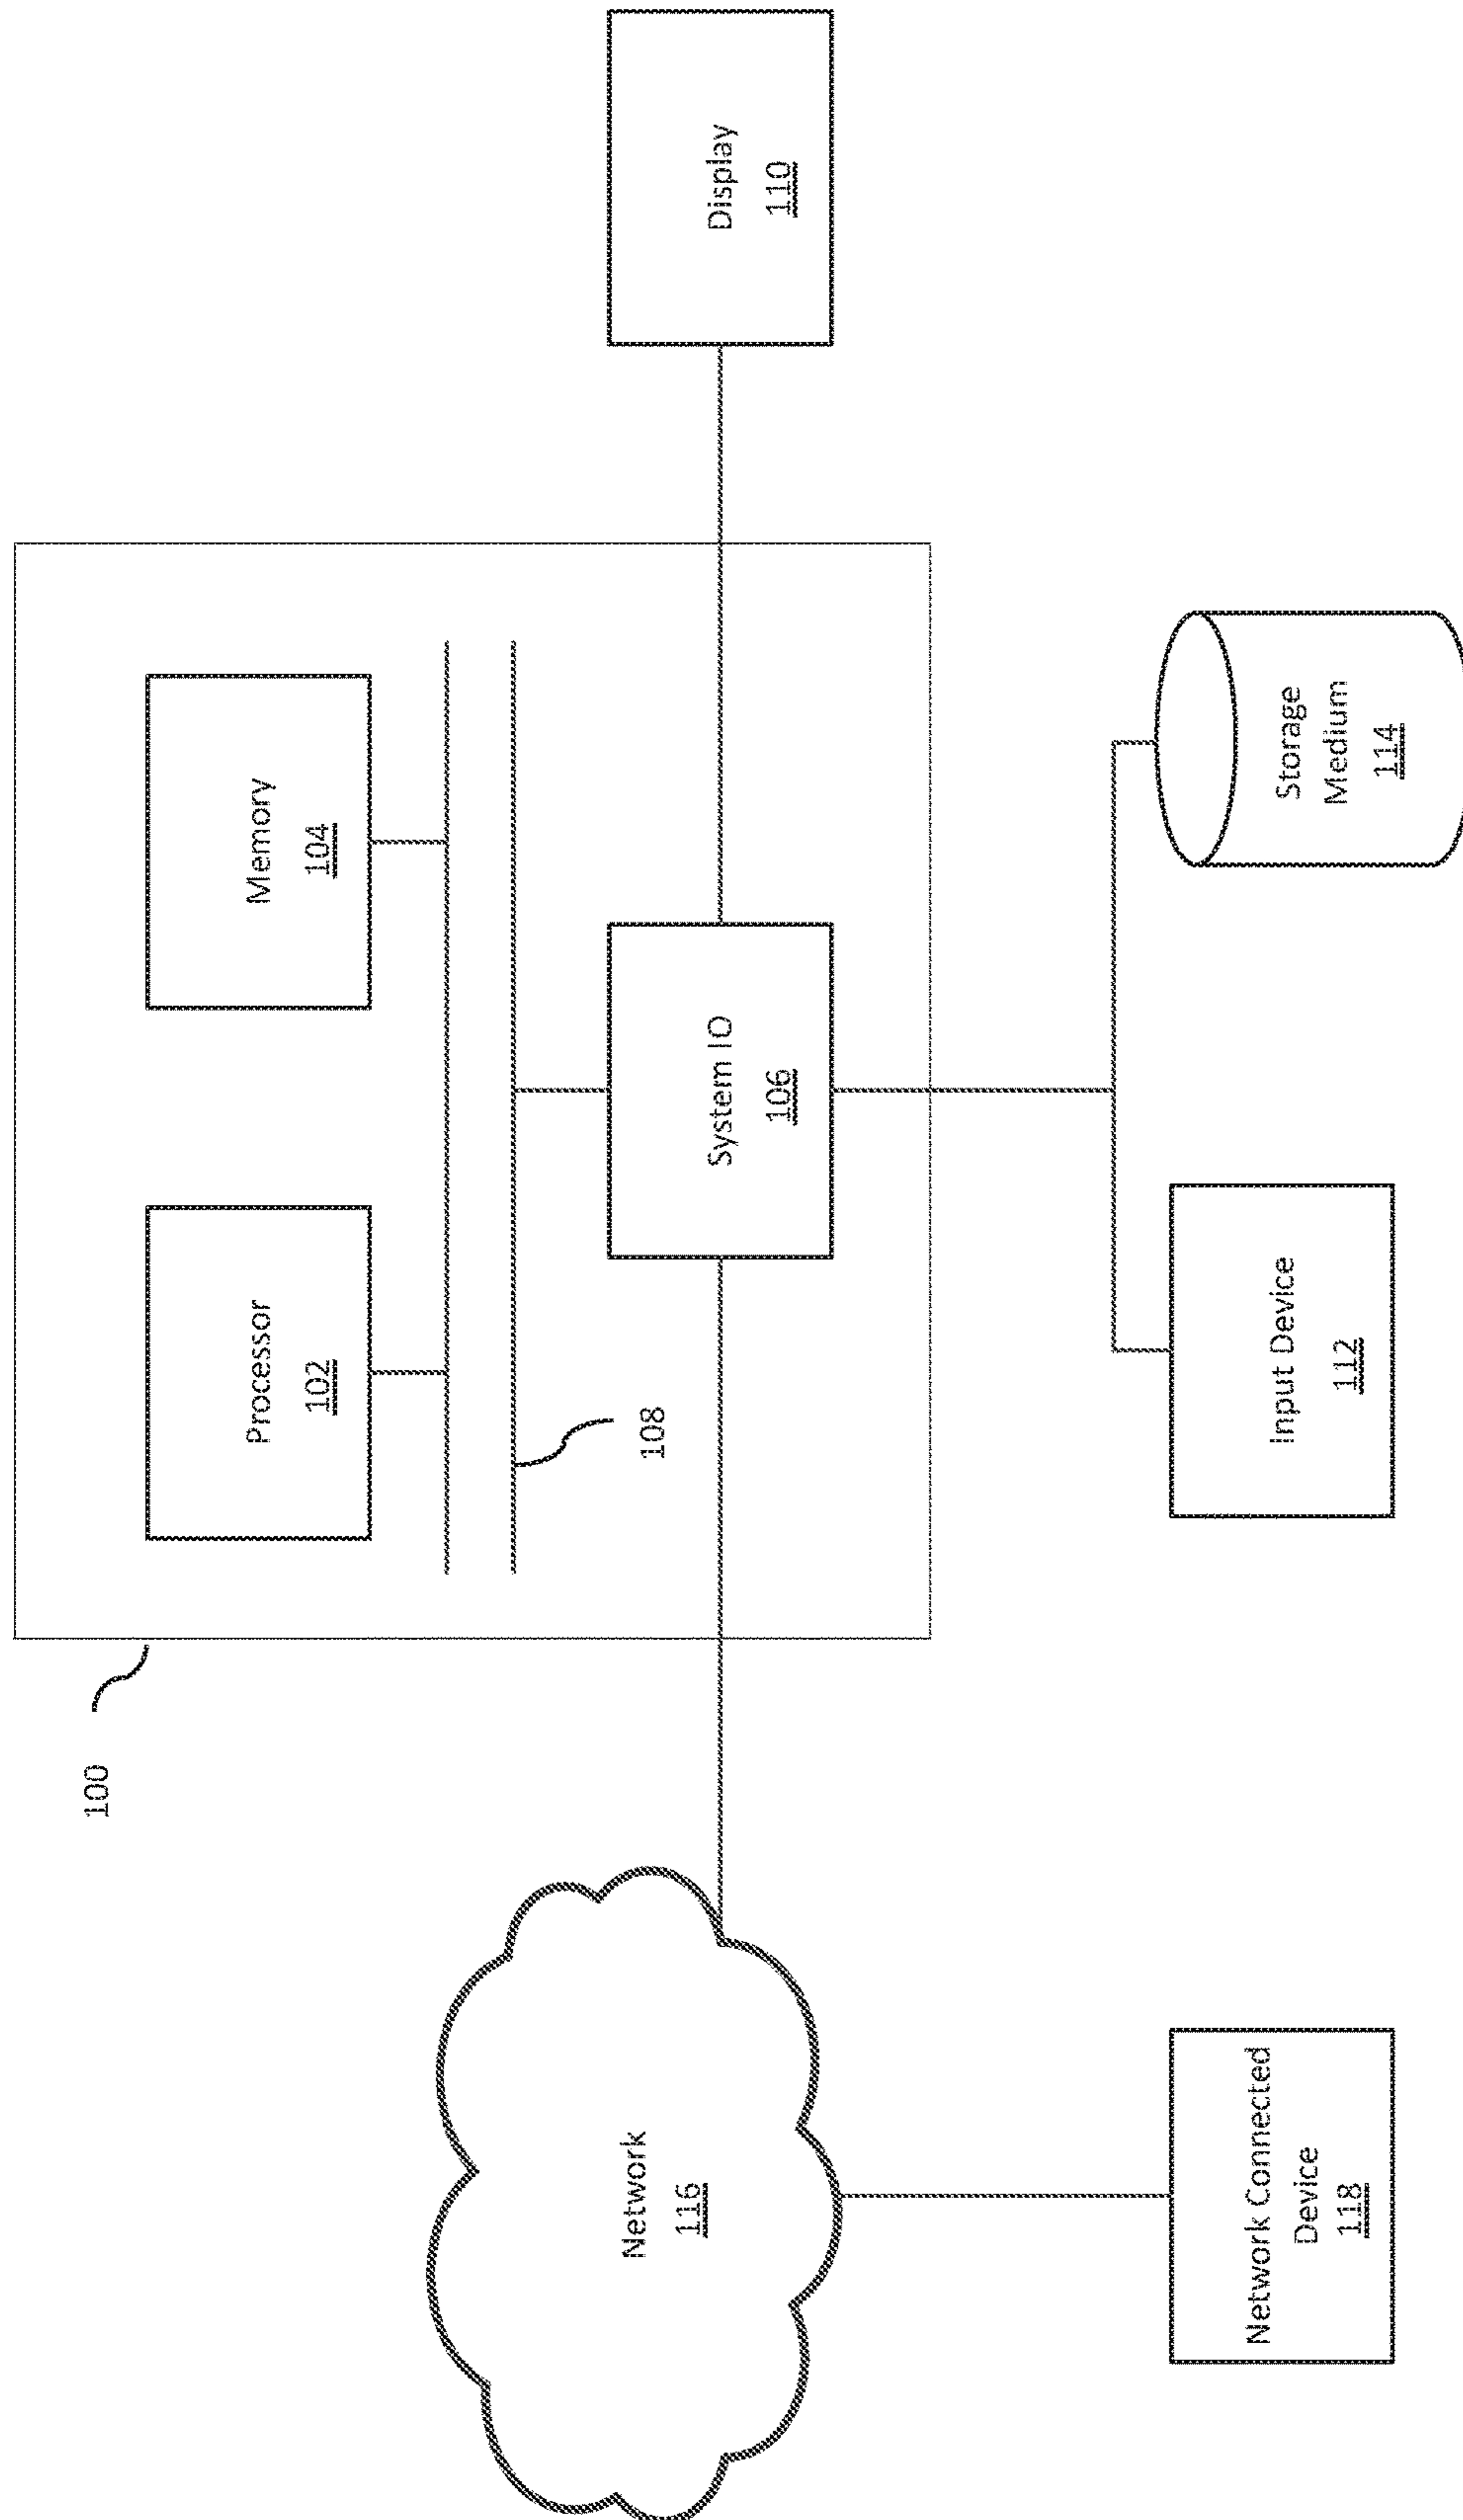 100
Processor
102
Memory
104
108
System IO
106
Display
110
Network
116
Network Connected
Device
118
Input Device
112
Storage
Medium
114